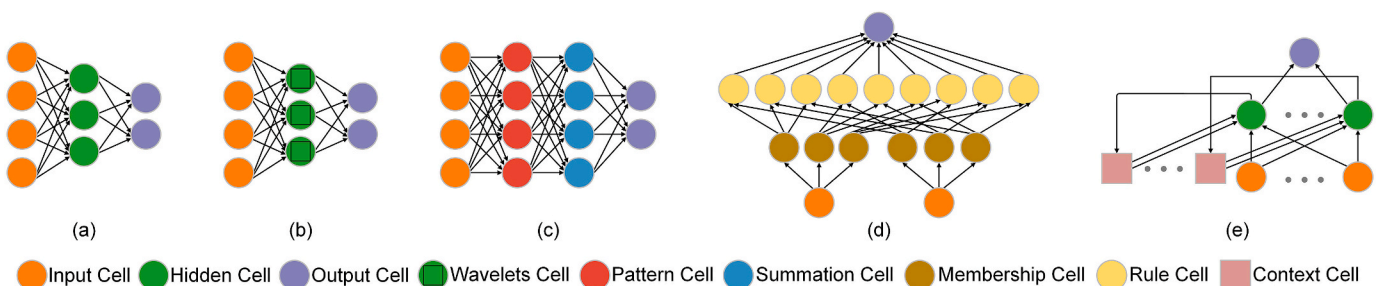 (a) (b) (c) (d) (e)
Input Cell Hidden Cell Output Cell Wavelets Cell Pattern Cell Summation Cell Membership Cell Rule Cell Context Cell